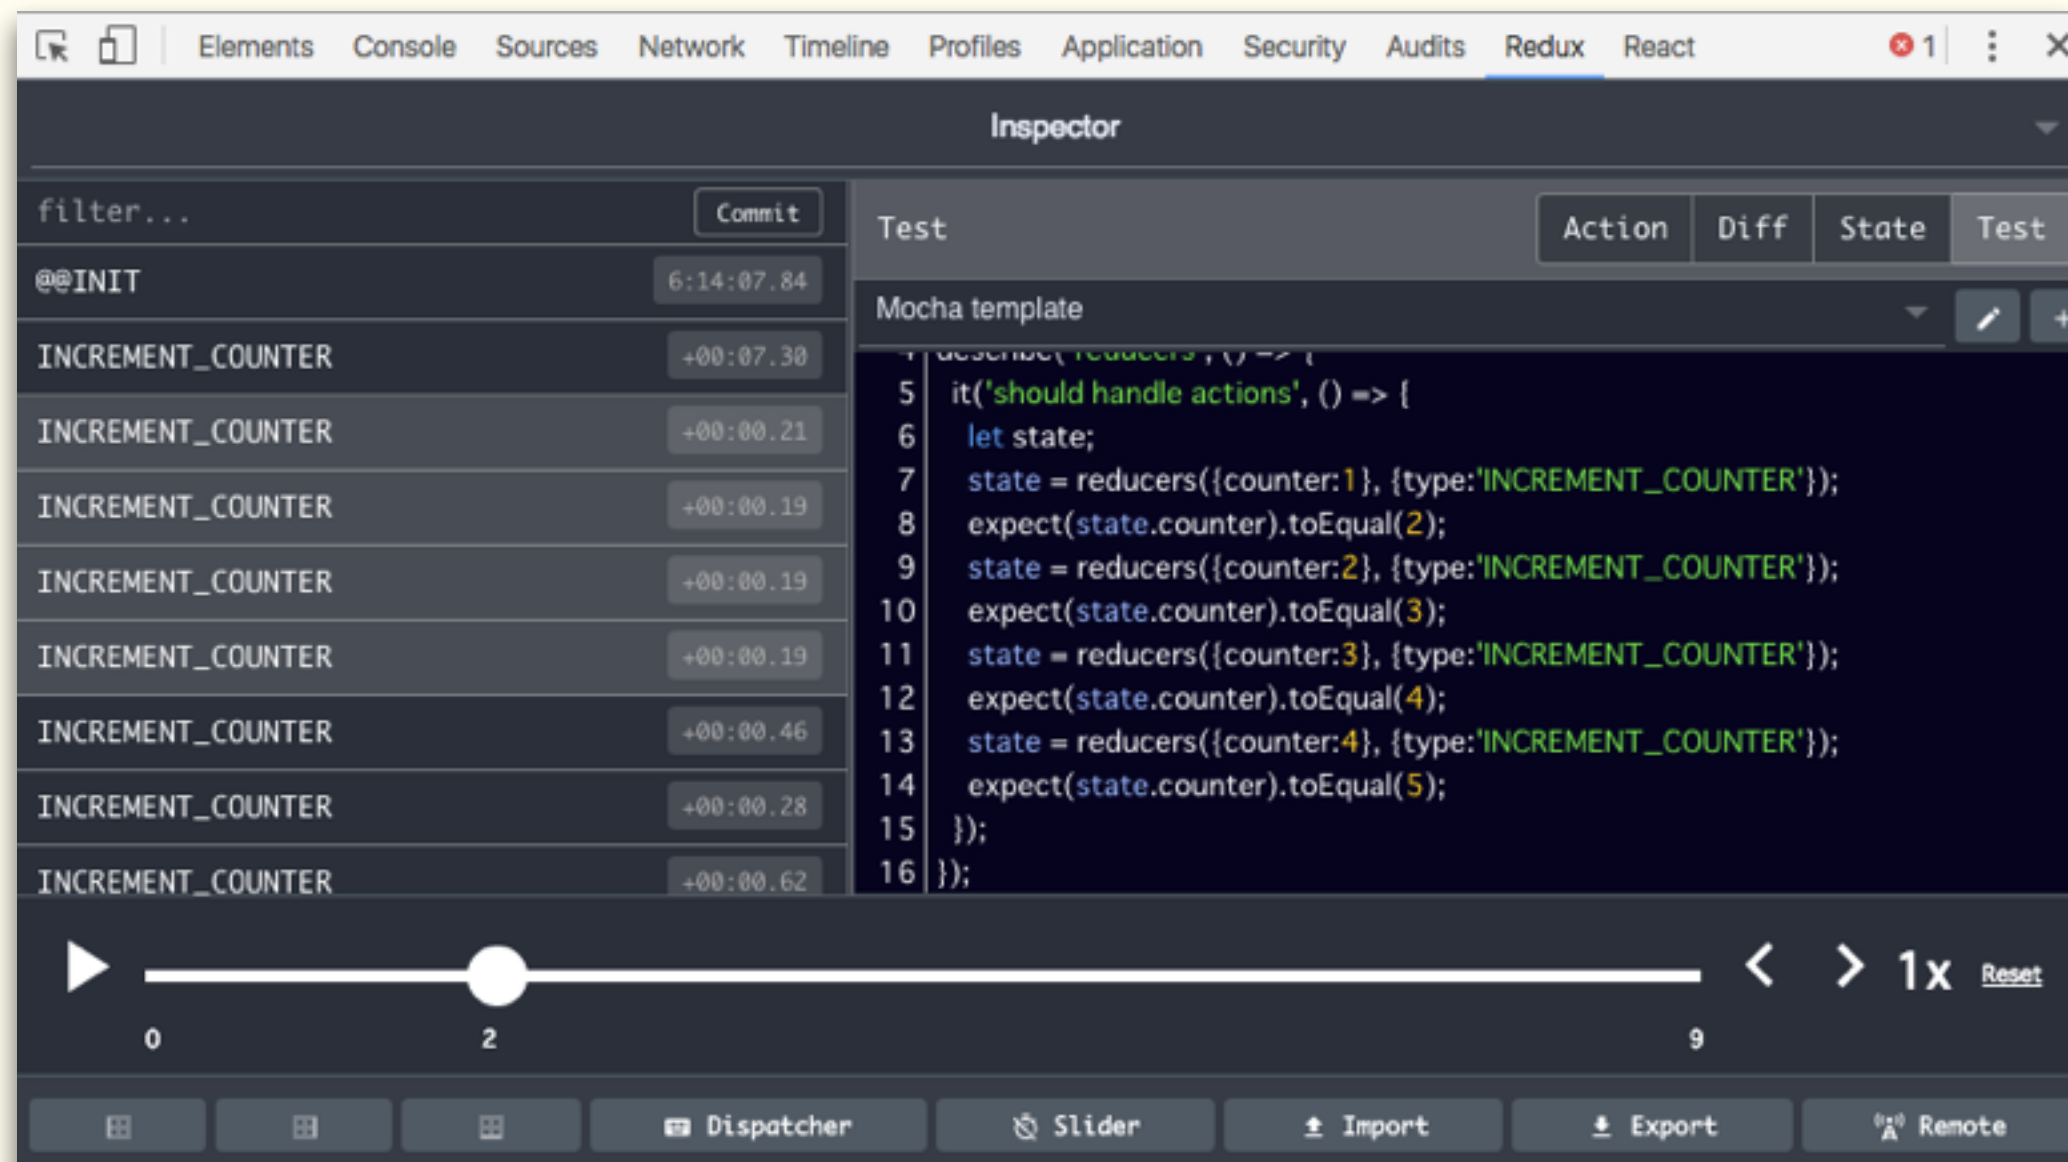 Elements Console Sources Network Timeline Profiles Application Security Audits Redux React 1
Inspector
filter... Commit
@@INIT 6:14:07.84
INCREMENT_COUNTER +00:07.30
INCREMENT_COUNTER +00:00.21
INCREMENT_COUNTER +00:00.19
INCREMENT_COUNTER +00:00.19
INCREMENT_COUNTER +00:00.19
INCREMENT_COUNTER +00:00.46
INCREMENT_COUNTER +00:00.28
INCREMENT_COUNTER +00:00.62
Test Action Diff State Test
Mocha template
4 describe('reducers', () => {
5 it('should handle actions', () => {
6 let state;
7 state = reducers({counter:1}, {type:'INCREMENT_COUNTER'});
8 expect(state.counter).toEqual(2);
9 state = reducers({counter:2}, {type:'INCREMENT_COUNTER'});
10 expect(state.counter).toEqual(3);
11 state = reducers({counter:3}, {type:'INCREMENT_COUNTER'});
12 expect(state.counter).toEqual(4);
13 state = reducers({counter:4}, {type:'INCREMENT_COUNTER'});
14 expect(state.counter).toEqual(5);
15 });
16 });
1x Reset
0 2 9
Dispatcher Slider Import Export Remote